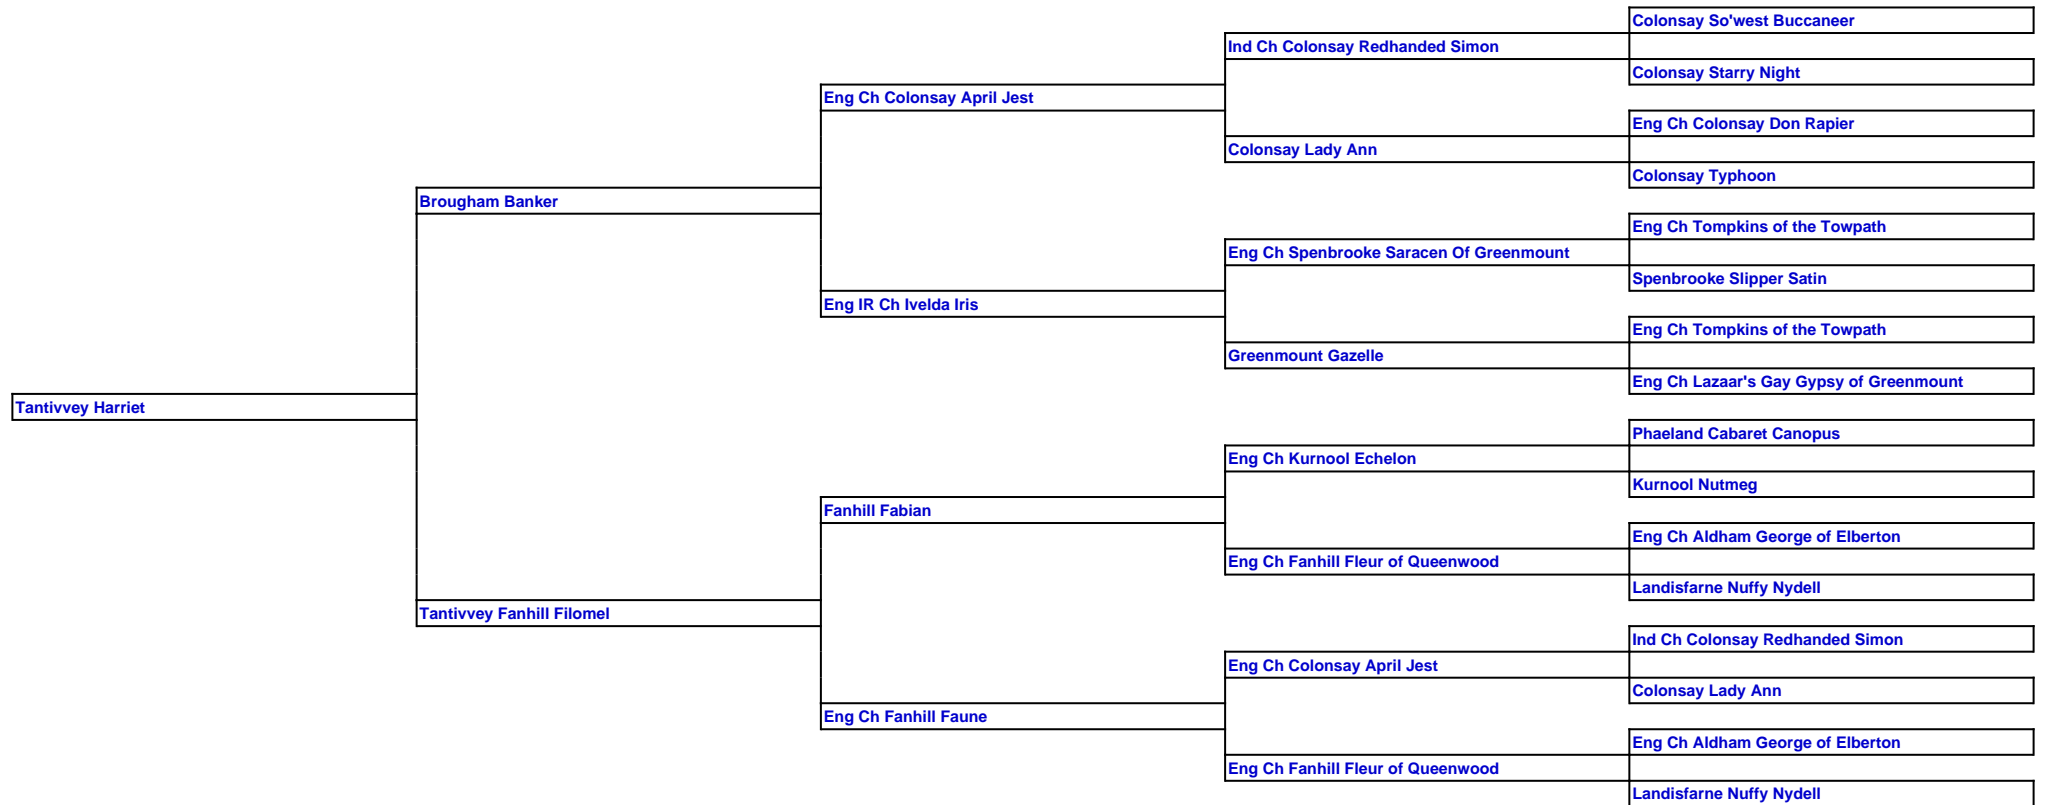 Colonsay So'west Buccaneer
Ind Ch Colonsay Redhanded Simon
Colonsay Starry Night
Eng Ch Colonsay April Jest
Eng Ch Colonsay Don Rapier
Colonsay Lady Ann
Colonsay Typhoon
Brougham Banker
Eng Ch Tompkins of the Towpath
Eng Ch Spenbrooke Saracen Of Greenmount
Spenbrooke Slipper Satin
Eng IR Ch Ivelda Iris
Eng Ch Tompkins of the Towpath
Greenmount Gazelle
Eng Ch Lazaar's Gay Gypsy of Greenmount
Tantivvey Harriet
Phaeland Cabaret Canopus
Eng Ch Kurnool Echelon
Kurnool Nutmeg
Fanhill Fabian
Eng Ch Aldham George of Elberton
Eng Ch Fanhill Fleur of Queenwood
Landisfarne Nuffy Nydell
Tantivvey Fanhill Filomel
Ind Ch Colonsay Redhanded Simon
Eng Ch Colonsay April Jest
Colonsay Lady Ann
Eng Ch Fanhill Faune
Eng Ch Aldham George of Elberton
Eng Ch Fanhill Fleur of Queenwood
Landisfarne Nuffy Nydell